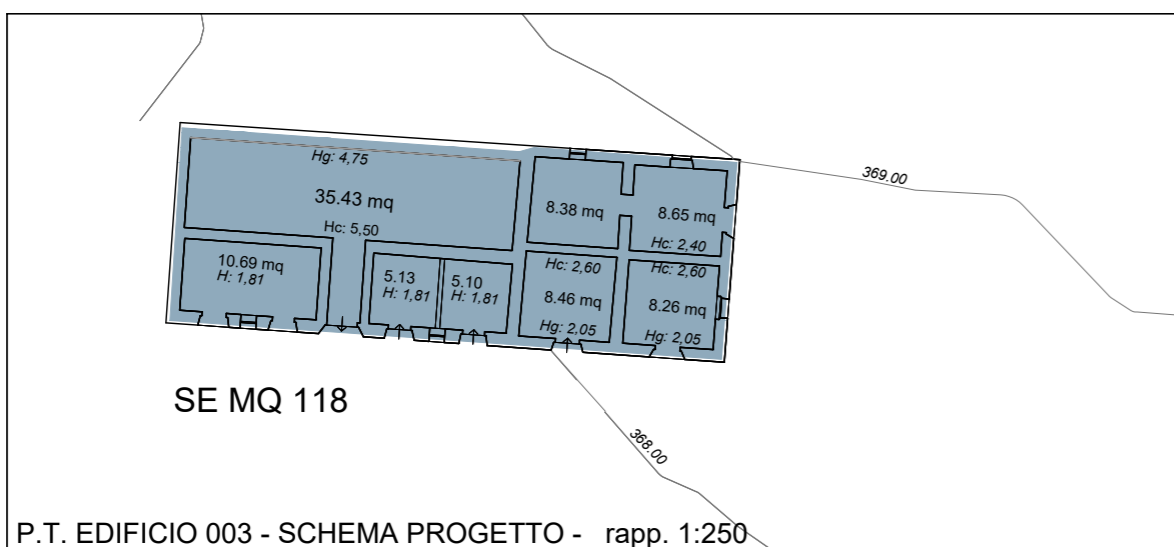 369.00
Hg: 4,75
35.43 mq
Hc: 5,50
8.38 mq
8.65 mq
Hc: 2,40
10.69 mq
H: 1,81
5.13
H: 1,81
5.10
H: 1,81
Hc: 2,60
8.46 mq
Hg: 2,05
Hc: 2,60
8.26 mq
Hg: 2,05
SE MQ 118
368.00
P.T. EDIFICIO 003 - SCHEMA PROGETTO - rapp. 1:250